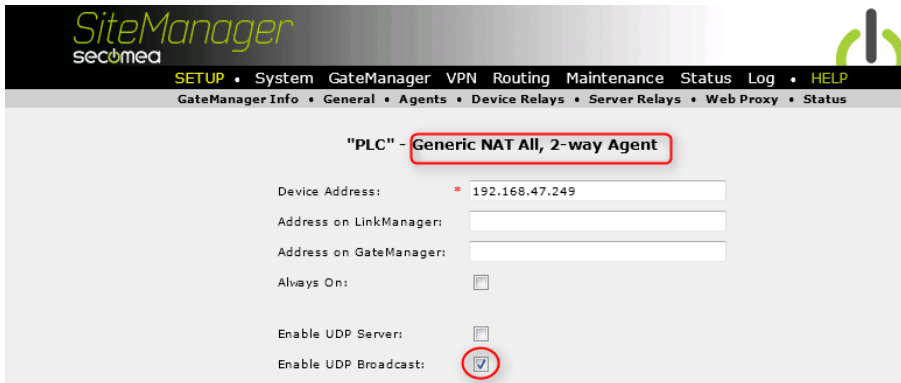 SiteManager
secomea
SETUP • System GateManager VPN Routing Maintenance Status Log • HELP
GateManager Info • General • Agents • Device Relays • Server Relays • Web Proxy • Status
"PLC" - Generic NAT All, 2-way Agent
Device Address: * 192.168.47.249
Address on LinkManager:
Address on GateManager:
Always On:
Enable UDP Server:
Enable UDP Broadcast: